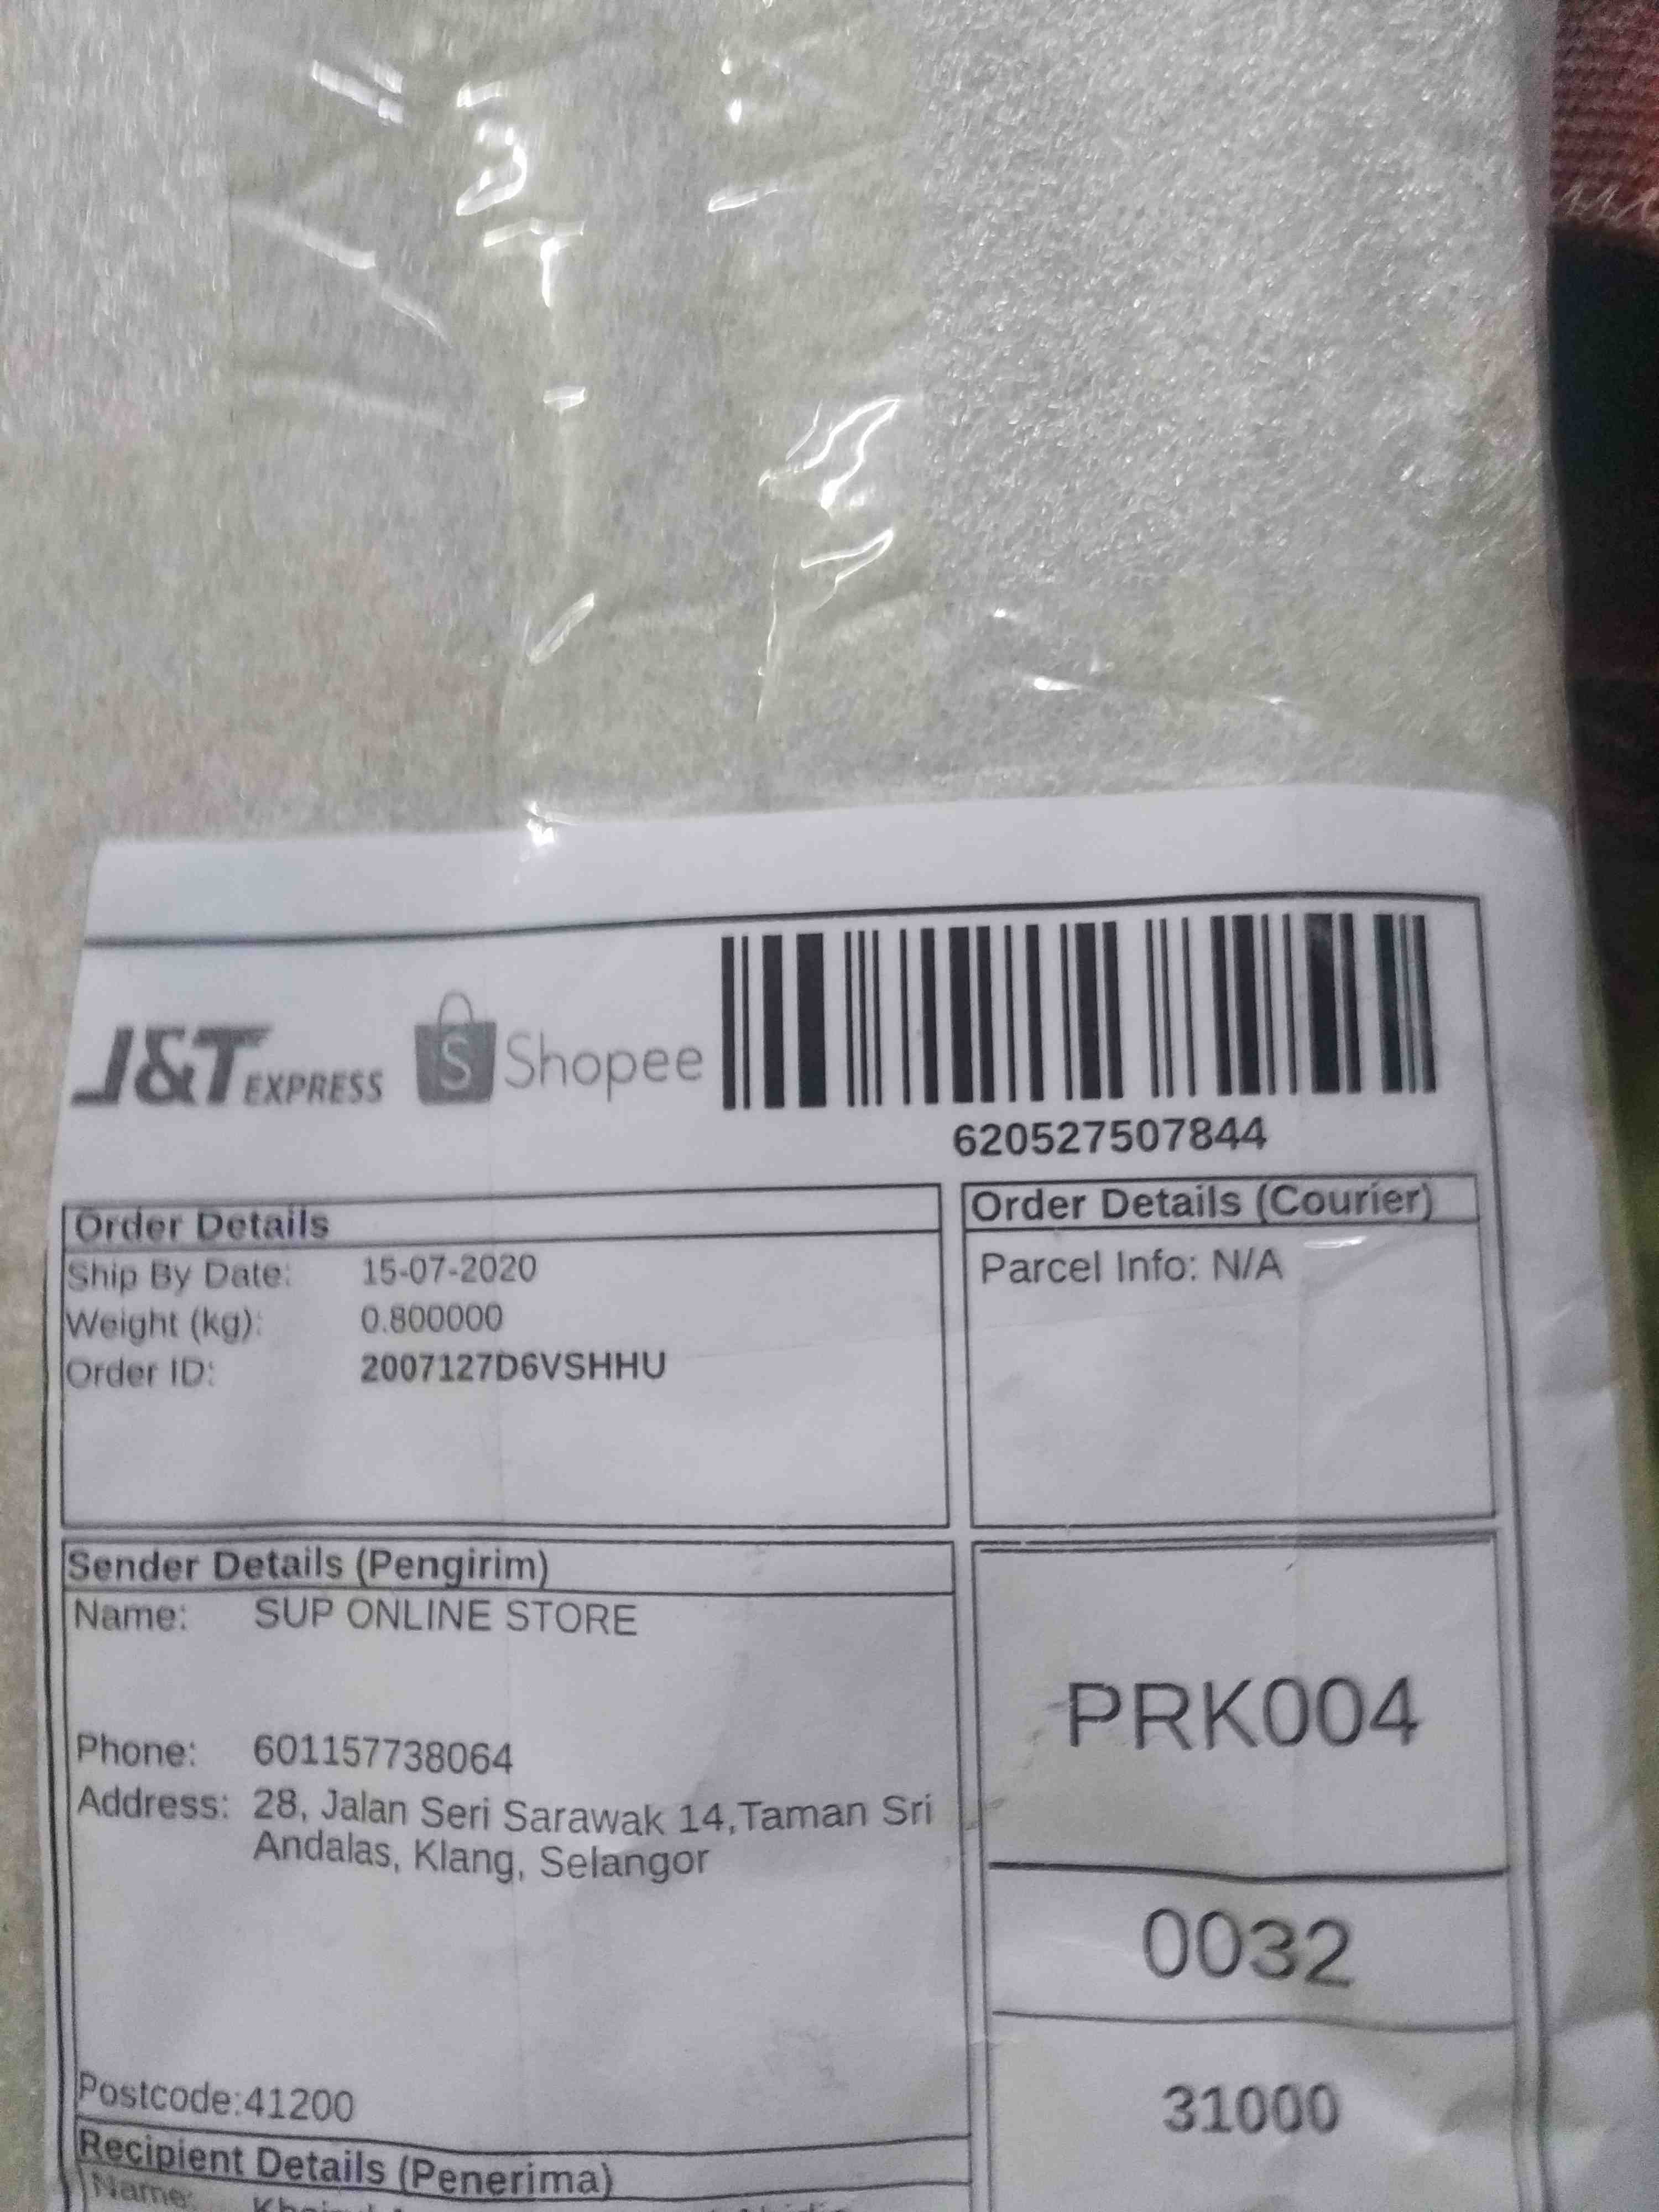 J&T EXPRESS Shopee
620527507844
Order Details
Ship By Date: 15-07-2020
Weight (kg): 0.800000
Order ID: 2007127D6VSHHU
Order Details (Courier)
Parcel Info: N/A
Sender Details (Pengirim)
Name: SUP ONLINE STORE
Phone: 601157738064
Address: 28, Jalan Seri Sarawak 14,Taman Sri
Andalas, Klang, Selangor
Postcode:41200
PRK004
0032
31000
Recipient Details (Penerima)
Name: